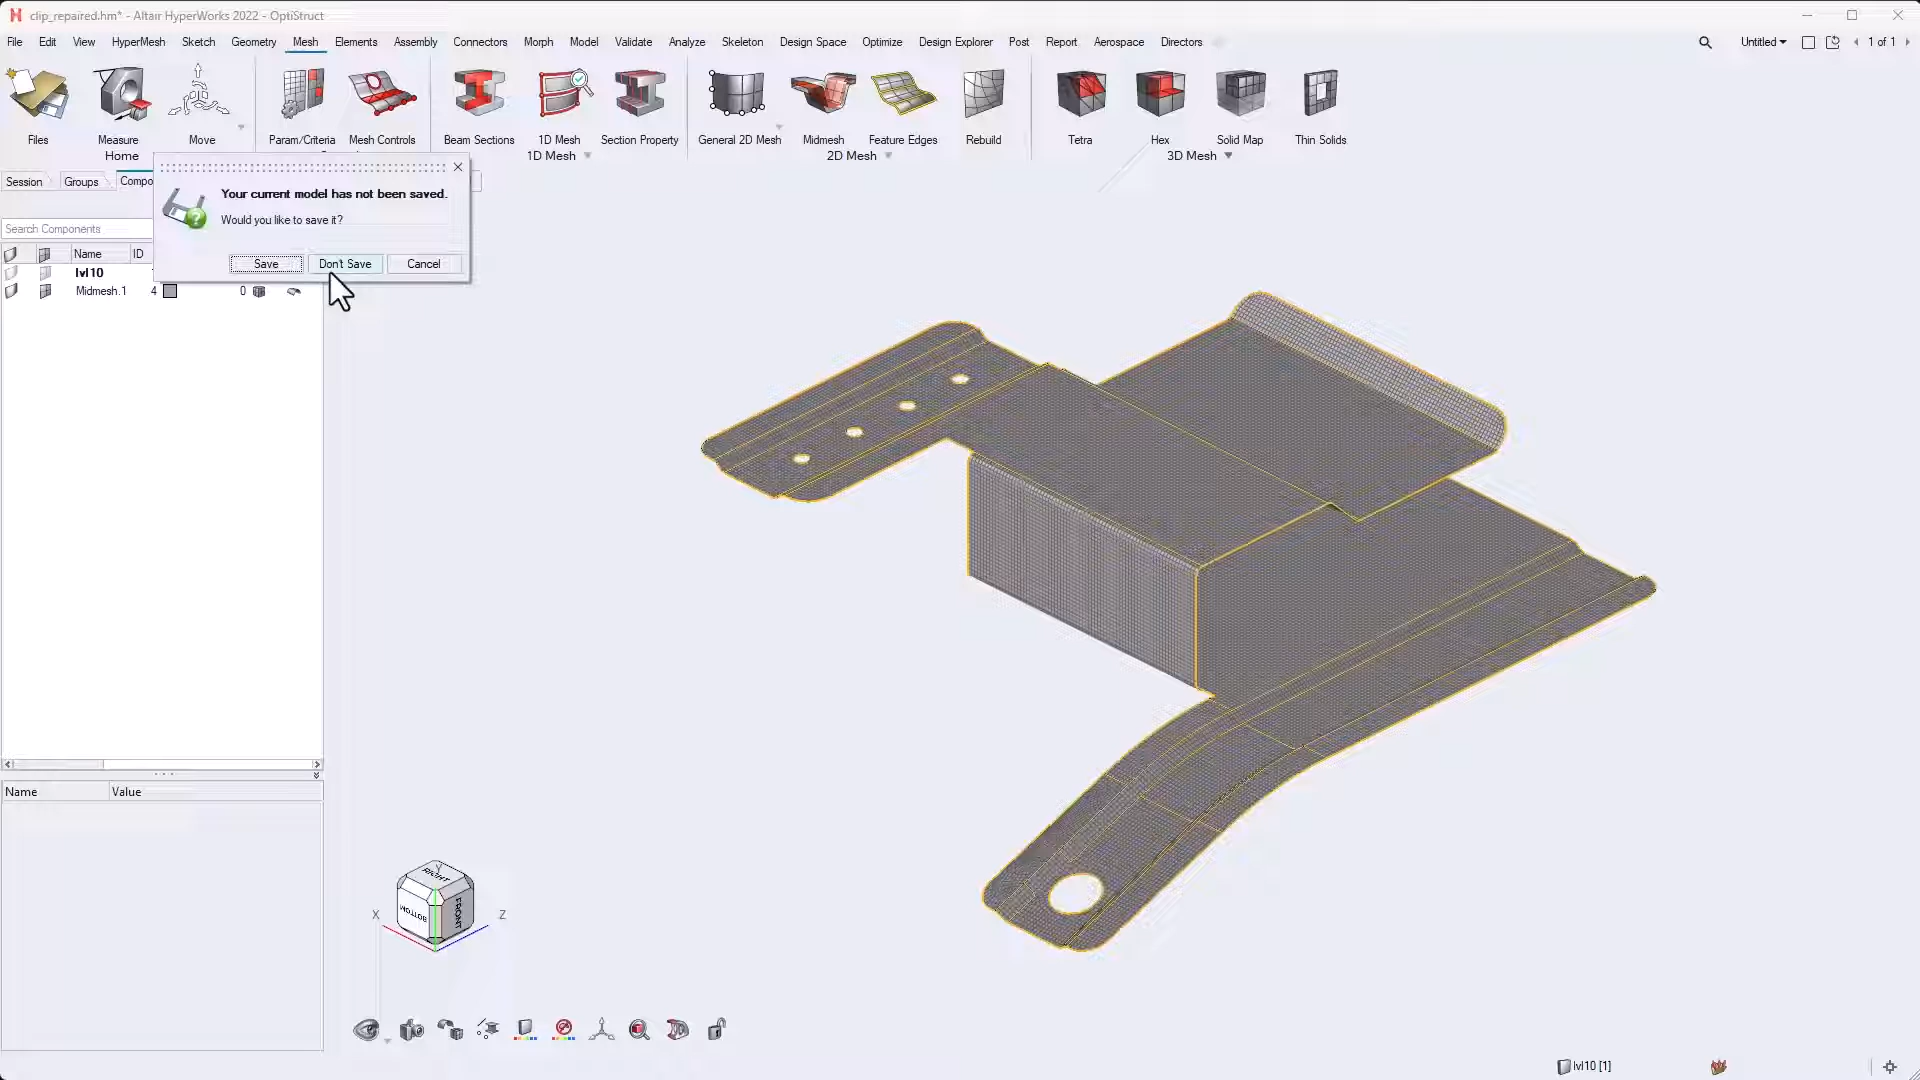 clip_repaired.hm* - Altair HyperWorks 2022 - OptiStruct
File Edit View HyperMesh Sketch Geometry Mesh Elements Assembly Connectors Morph Model Validate Analyze Skeleton Design Space Optimize Design Explorer Post Report Aerospace Directors Untitled 1 of 1
Files Measure Move Param/Criteria Mesh Controls Beam Sections 1D Mesh Section Property General 2D Mesh Midmesh Feature Edges Rebuild Tetra Hex Solid Map Thin Solids
Home 1D Mesh 2D Mesh 3D Mesh
Session Groups Compo
Your current model has not been saved.
Would you like to save it?
Save Don't Save Cancel
Search Components
Name ID
lvl10
Midmesh.1 4 0
Name Value
Y
RIGHT
BOTTOM FRONT
X Z
lvl10 [1]